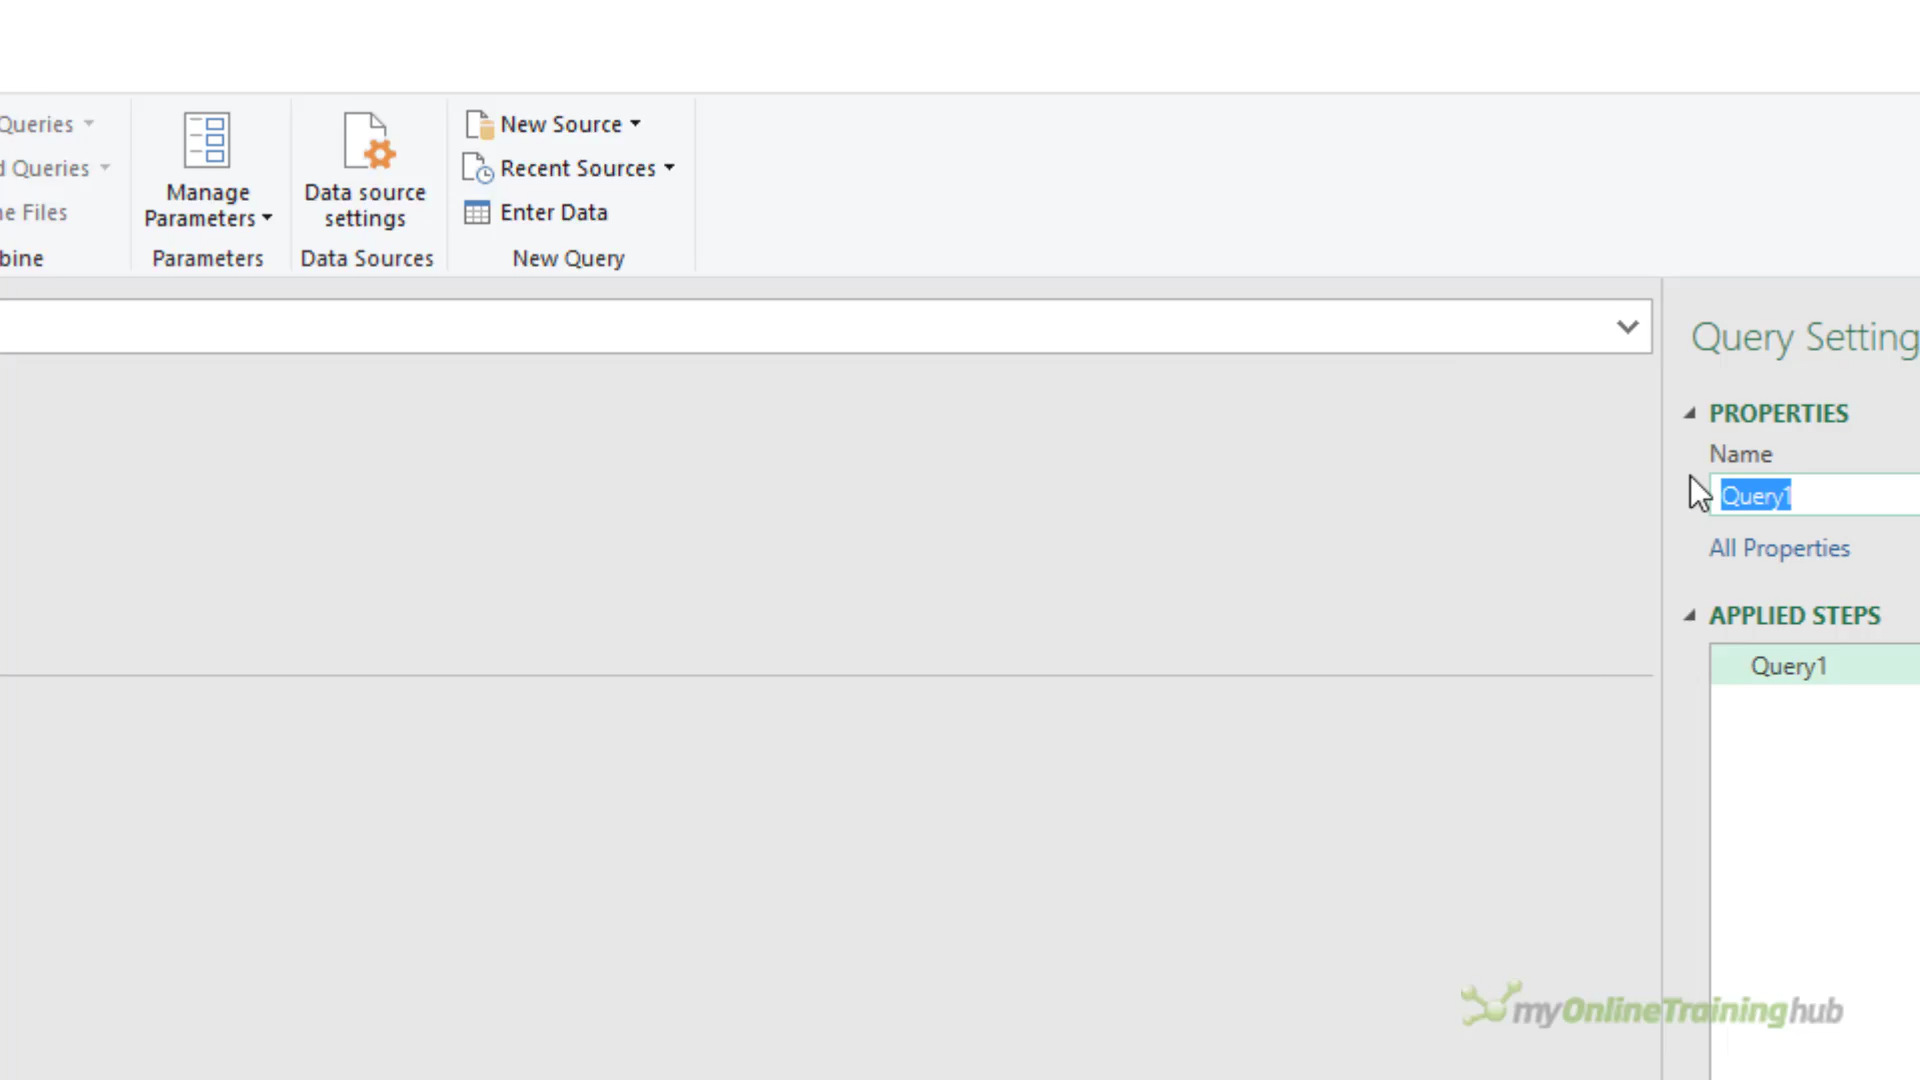 Queries
d Queries
e Files
bine
Manage
Parameters
Parameters
Data source
settings
Data Sources
New Source
Recent Sources
Enter Data
New Query
Query Setting
PROPERTIES
Name
Query1
All Properties
APPLIED STEPS
Query1
myOnlineTraininghub